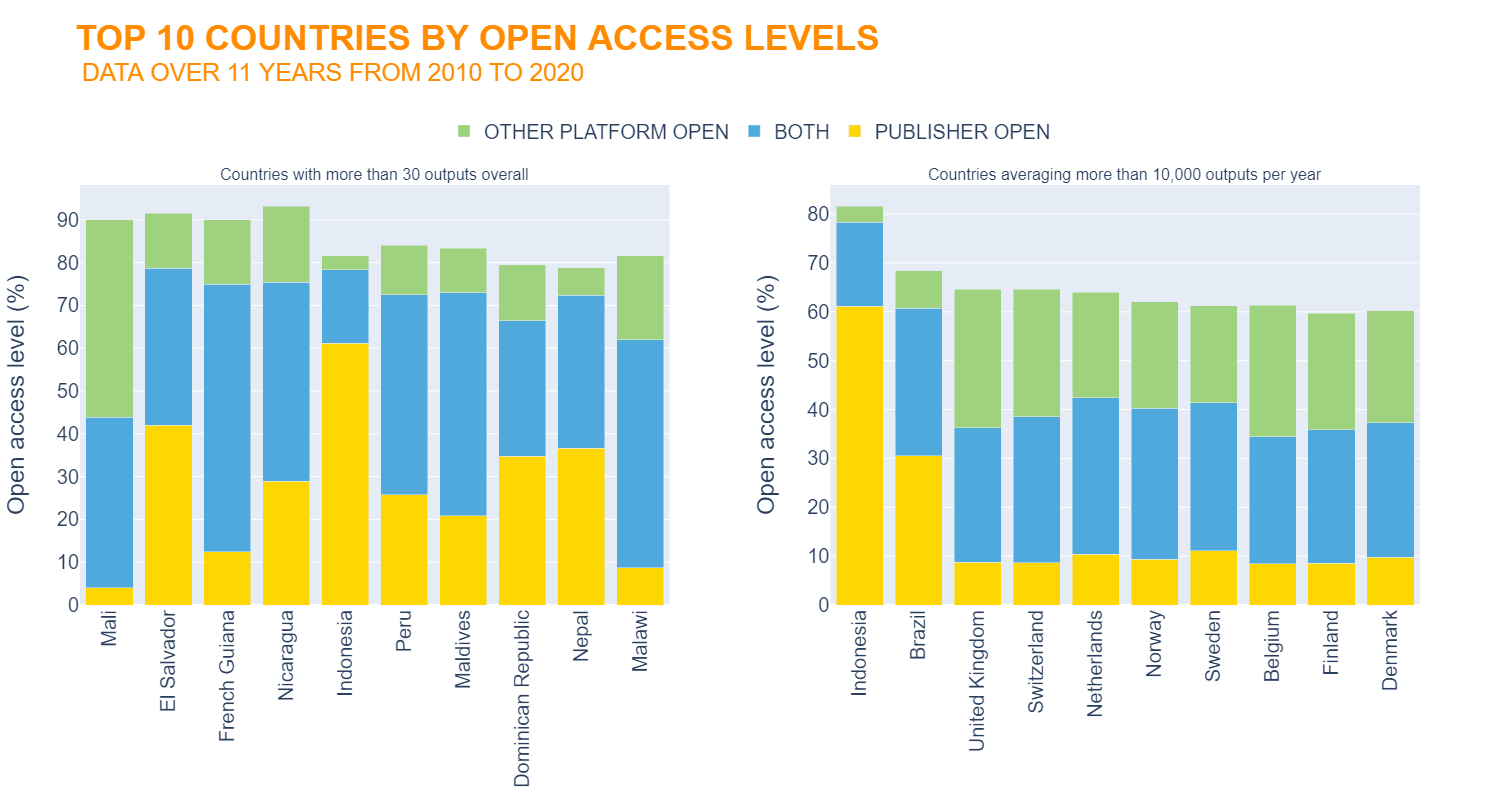 TOP 10 COUNTRIES BY OPEN ACCESS LEVELS
DATA OVER 11 YEARS FROM 2010 TO 2020
OTHER PLATFORM OPEN
BOTH
PUBLISHER OPEN
Countries with more than 30 outputs overall
Open access level (%)
90
80
70
60
50
40
30
20
10
0
Mali
El Salvador
French Guiana
Nicaragua
Indonesia
Peru
Maldives
Dominican Republic
Nepal
Malawi
Countries averaging more than 10,000 outputs per year
Open access level (%)
80
70
60
50
40
30
20
10
0
Indonesia
Brazil
United Kingdom
Switzerland
Netherlands
Norway
Sweden
Belgium
Finland
Denmark